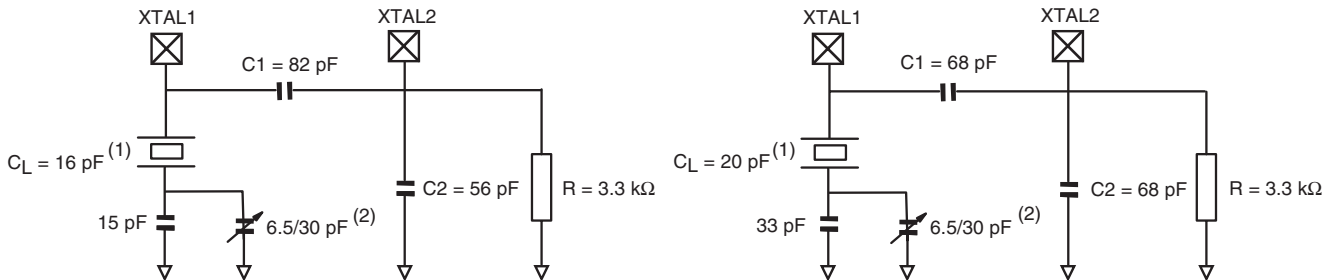 XTAL1
XTAL2
C1 = 82 pF
CL = 16 pF (1)
C2 = 56 pF
R = 3.3 kΩ
15 pF
6.5/30 pF (2)
XTAL1
XTAL2
C1 = 68 pF
CL = 20 pF (1)
C2 = 68 pF
R = 3.3 kΩ
33 pF
6.5/30 pF (2)